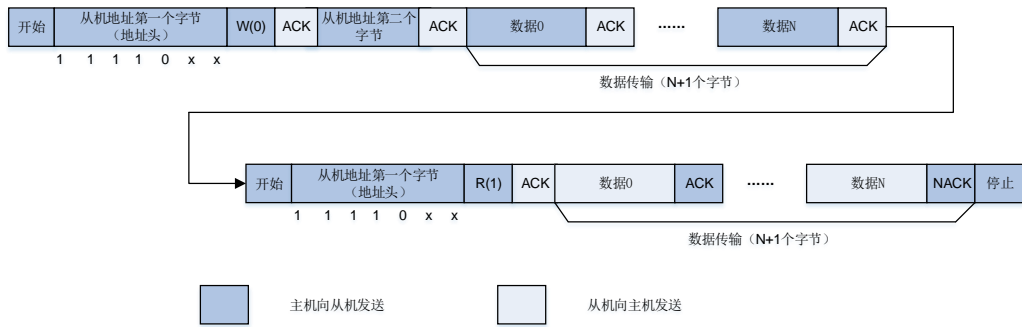 开始 从机地址第一个字节 W(0) ACK 从机地址第二个 ACK 数据0 ACK …… 数据N ACK
（地址头） 字节
1 1 1 1 0 x x
数据传输（N+1个字节）
开始 从机地址第一个字节 R(1) ACK 数据0 ACK …… 数据N NACK 停止
（地址头）
1 1 1 1 0 x x
数据传输（N+1个字节）
主机向从机发送 从机向主机发送